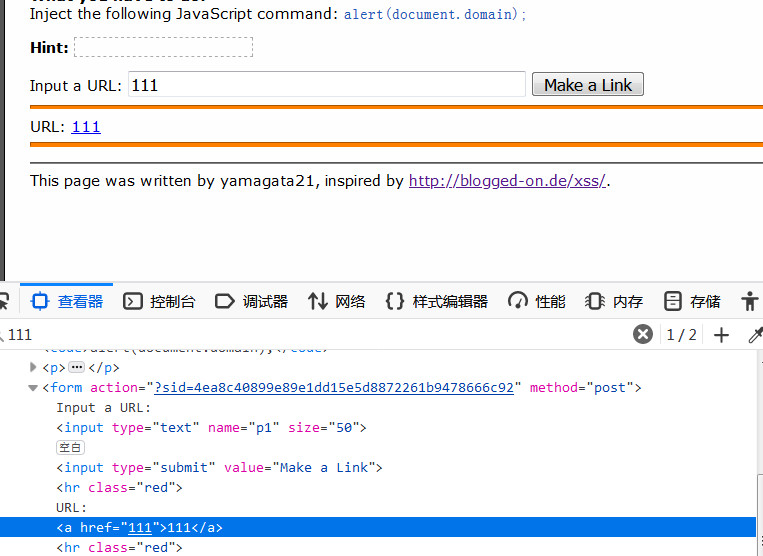 Inject the following JavaScript command: alert(document.domain);
Hint:
Input a URL: 111 Make a Link
URL: 111
This page was written by yamagata21, inspired by http://blogged-on.de/xss/.
查看器 控制台 调试器 网络 样式编辑器 性能 内存 存储
111 1 / 2
<p>···</p>
<form action="?sid=4ea8c40899e89e1dd15e5d8872261b9478666c92" method="post">
Input a URL:
<input type="text" name="p1" size="50">
空白
<input type="submit" value="Make a Link">
<hr class="red">
URL:
<a href="111">111</a>
<hr class="red">